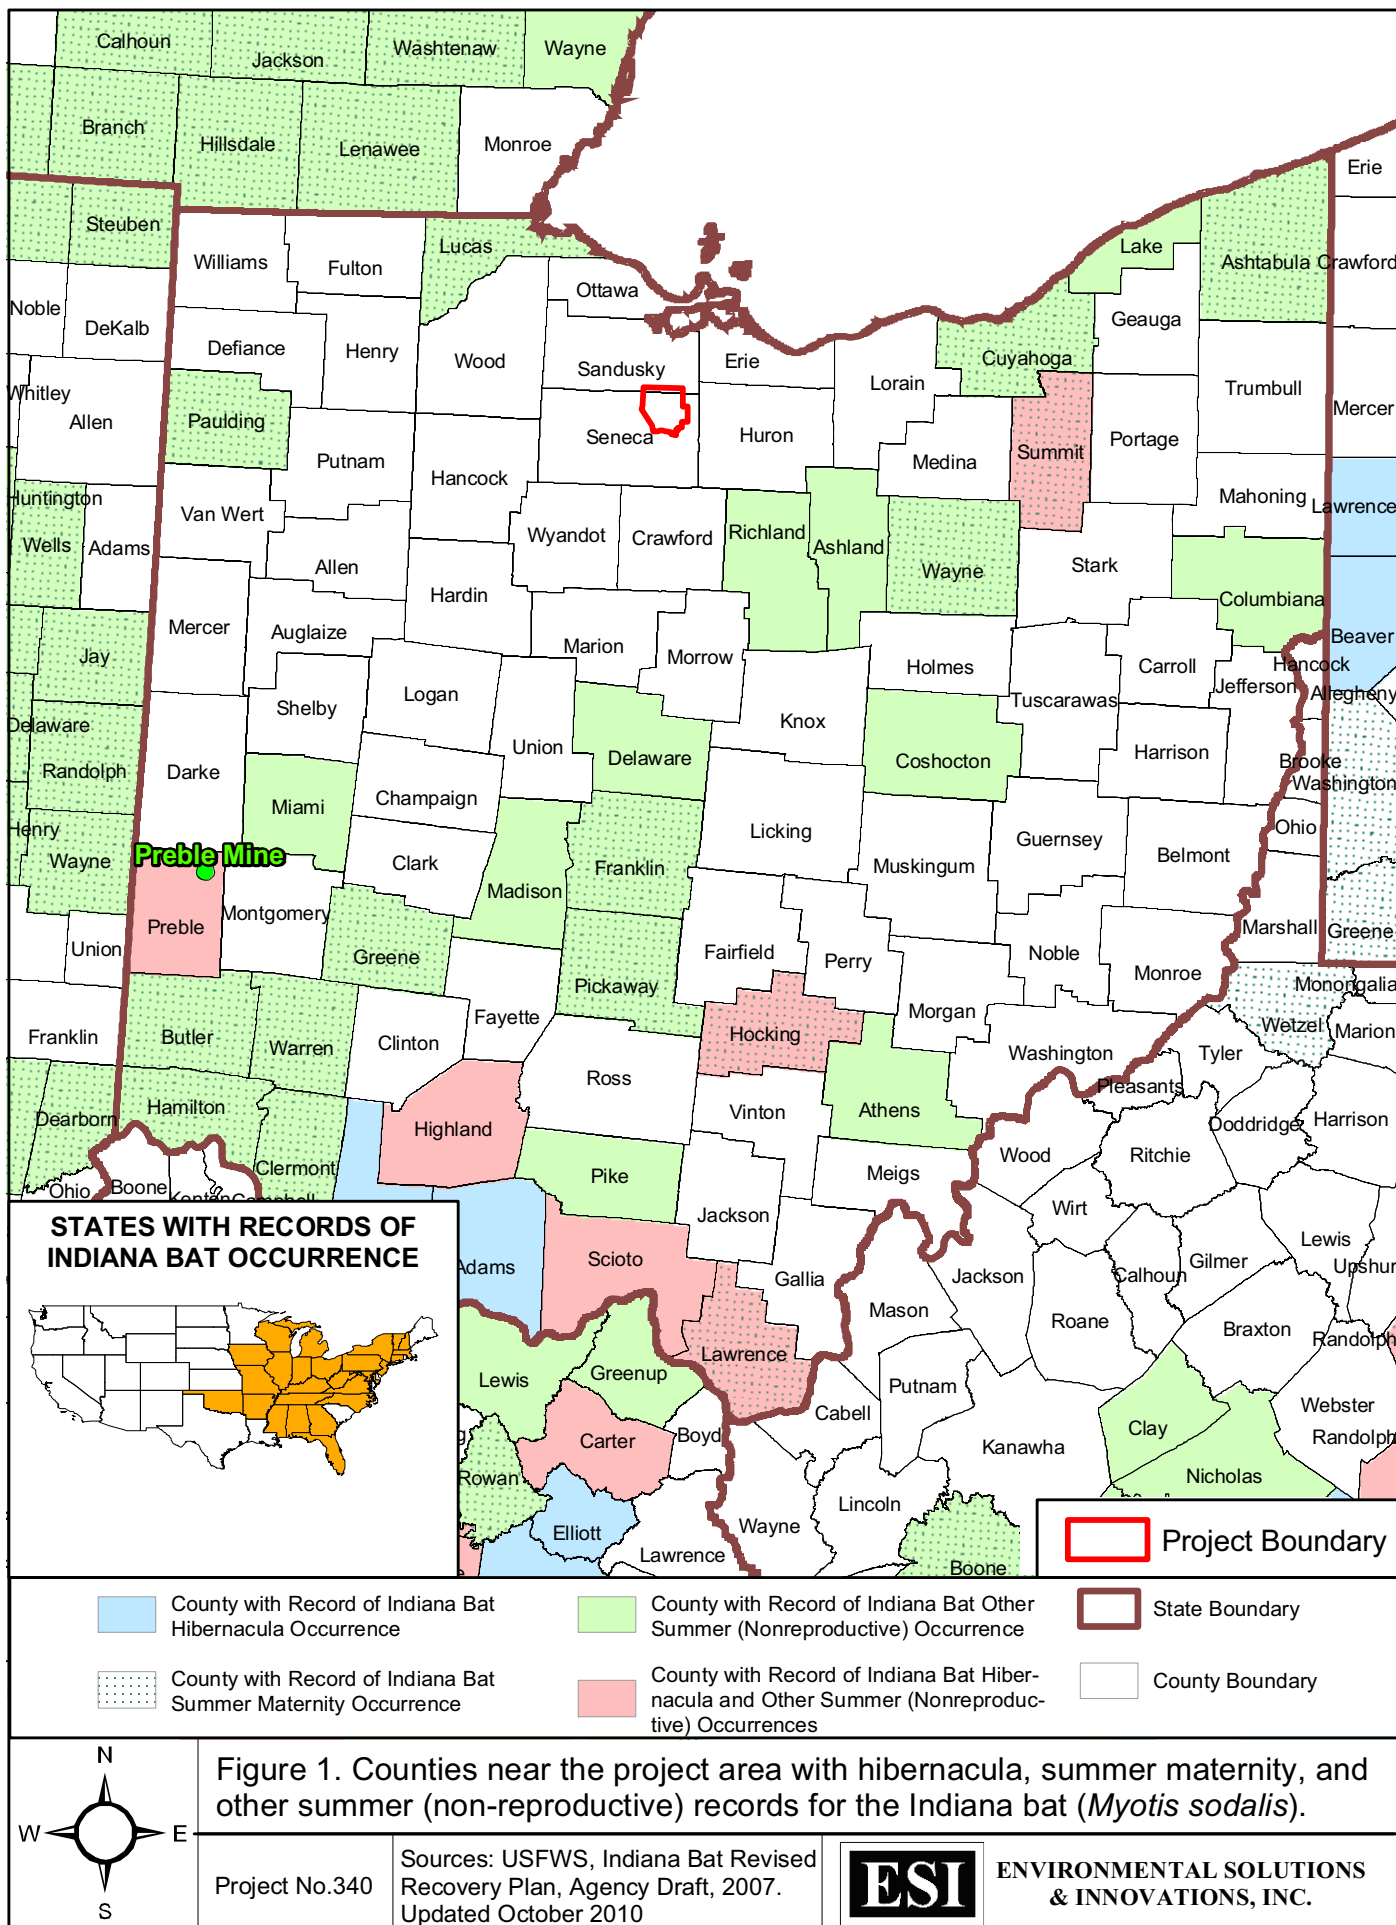 Calhoun
Jackson
Washtenaw
Wayne
Branch
Hillsdale
Lenawee
Monroe
Erie
Steuben
Lucas
Lake
Williams
Fulton
Ashtabula
Crawford
Ottawa
Noble
DeKalb
Geauga
Defiance
Henry
Wood
Sandusky
Erie
Cuyahoga
Lorain
Trumbull
Whitley
Allen
Paulding
Mercer
Seneca
Huron
Portage
Putnam
Medina
Summit
Hancock
Huntington
Mahoning
Lawrence
Van Wert
Wyandot
Crawford
Richland
Ashland
Wells
Adams
Allen
Wayne
Stark
Hardin
Columbiana
Mercer
Auglaize
Marion
Beaver
Jay
Morrow
Holmes
Carroll
Hancock
Jefferson
Allegheny
Logan
Shelby
Tuscarawas
Knox
Delaware
Union
Harrison
Randolph
Darke
Delaware
Coshocton
Brooke
Washington
Miami
Champaign
Henry
Licking
Guernsey
Ohio
Preble Mine
Wayne
Clark
Franklin
Muskingum
Belmont
Madison
Montgomery
Preble
Marshall
Greene
Union
Greene
Fairfield
Perry
Noble
Monroe
Pickaway
Monongalia
Fayette
Morgan
Franklin
Butler
Warren
Clinton
Hocking
Washington
Wetzel
Marion
Tyler
Ross
Pleasants
Dearborn
Hamilton
Highland
Vinton
Athens
Doddridge
Harrison
Clermont
Wood
Ritchie
Ohio
Boone
Kenton
Campbell
Pike
Meigs
Jackson
Wirt
STATES WITH RECORDS OF
INDIANA BAT OCCURRENCE
Adams
Scioto
Gallia
Jackson
Calhoun
Gilmer
Lewis
Upshur
Mason
Roane
Braxton
Randolph
Lawrence
Greenup
Lewis
Putnam
Cabell
Clay
Webster
Carter
Boyd
Kanawha
Randolph
Rowan
Nicholas
Lincoln
Elliott
Wayne
Lawrence
Boone
Project Boundary
County with Record of Indiana Bat
Hibernacula Occurrence
County with Record of Indiana Bat Other
Summer (Nonreproductive) Occurrence
State Boundary
County with Record of Indiana Bat
Summer Maternity Occurrence
County with Record of Indiana Bat Hiber-
nacula and Other Summer (Nonreproduc-
tive) Occurrences
County Boundary
N
W
E
S
Figure 1. Counties near the project area with hibernacula, summer maternity, and
other summer (non-reproductive) records for the Indiana bat (Myotis sodalis).
Project No.340
Sources: USFWS, Indiana Bat Revised
Recovery Plan, Agency Draft, 2007.
Updated October 2010
ESI
ENVIRONMENTAL SOLUTIONS
& INNOVATIONS, INC.